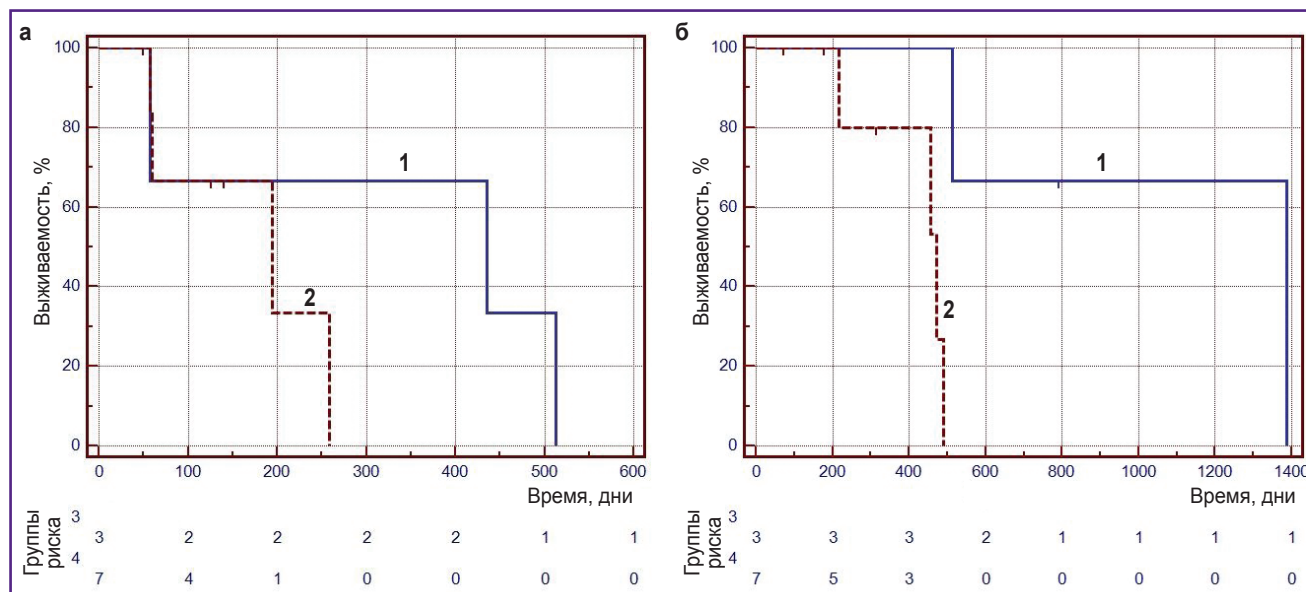 а
Выживаемость, %
100
80
60
40
20
0
1
2
0 100 200 300 400 500 600
Время, дни
Группы риска
3
3 2 2 2 2 1 1
4
7 4 1 0 0 0 0
б
Выживаемость, %
100
80
60
40
20
0
1
2
0 200 400 600 800 1000 1200 1400
Время, дни
Группы риска
3
3 3 3 2 1 1 1 1
4
7 5 3 0 0 0 0 0